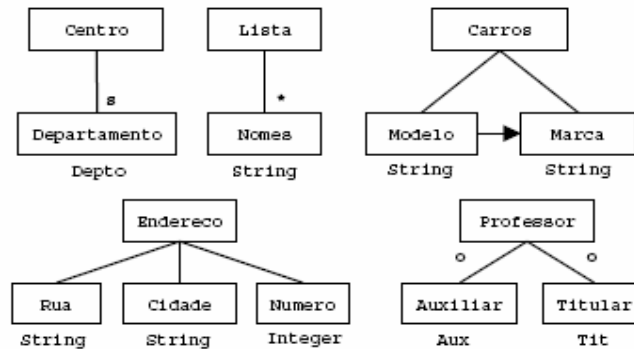 Centro
Lista
Carros
s
*
Departamento
Nomes
Modelo
Marca
Depto
String
String
String
Endereco
Professor
o
o
Rua
Cidade
Numero
Auxiliar
Titular
String
String
Integer
Aux
Tit